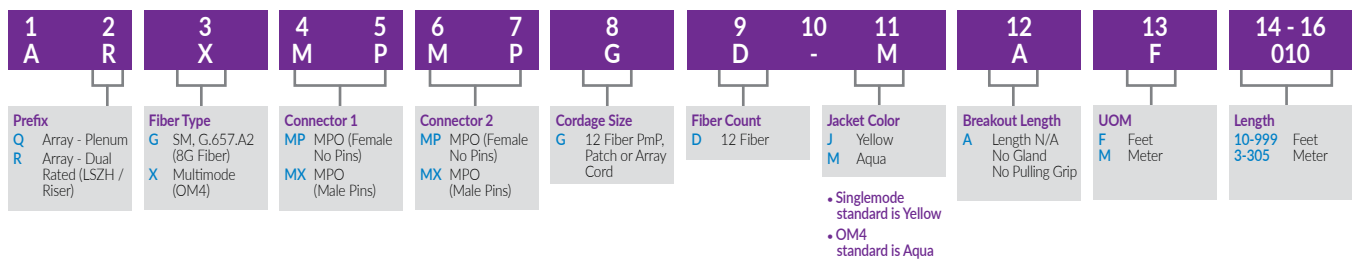 1 2 3 4 5 6 7 8 9 10 11 12 13 14 - 16
A R X M P M P G D - M A F 010
Prefix
Q Array - Plenum
R Array - Dual
Rated (LSZH /
Riser)
Fiber Type
G SM, G.657.A2
(8G Fiber)
X Multimode
(OM4)
Connector 1
MP MPO (Female
No Pins)
MX MPO
(Male Pins)
Connector 2
MP MPO (Female
No Pins)
MX MPO
(Male Pins)
Cordage Size
G 12 Fiber PmP,
Patch or Array
Cord
Fiber Count
D 12 Fiber
Jacket Color
J Yellow
M Aqua
• Singlemode
standard is Yellow
• OM4
standard is Aqua
Breakout Length
A Length N/A
No Gland
No Pulling Grip
UOM
F Feet
M Meter
Length
10-999 Feet
3-305 Meter